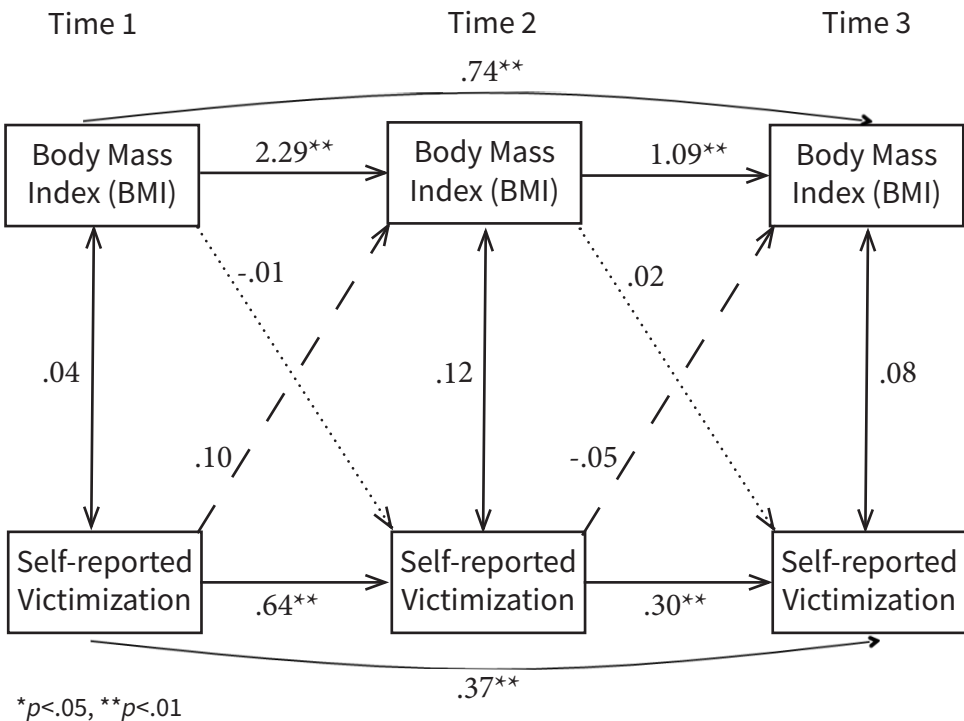 Time 1
Time 2
Time 3
.74**
Body Mass
Index (BMI)
2.29**
Body Mass
Index (BMI)
1.09**
Body Mass
Index (BMI)
-.01
.02
.04
.12
.08
.10
-.05
Self-reported
Victimization
.64**
Self-reported
Victimization
.30**
Self-reported
Victimization
.37**
*p<.05, **p<.01